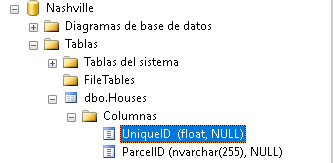 Nashville
Diagramas de base de datos
Tablas
Tablas del sistema
FileTables
dbo.Houses
Columnas
UniqueID (float, NULL)
ParcelID (nvarchar(255), NULL)